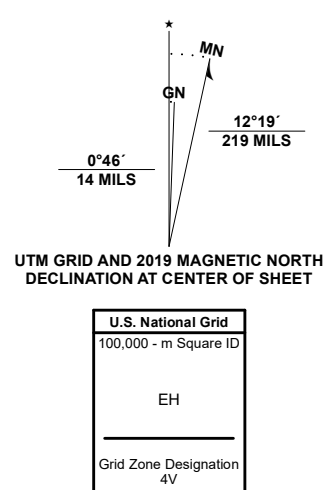 ★
MN
GN
12°19´
219 MILS
0°46´
14 MILS
UTM GRID AND 2019 MAGNETIC NORTH
DECLINATION AT CENTER OF SHEET
U.S. National Grid
100,000 - m Square ID
EH
Grid Zone Designation
4V